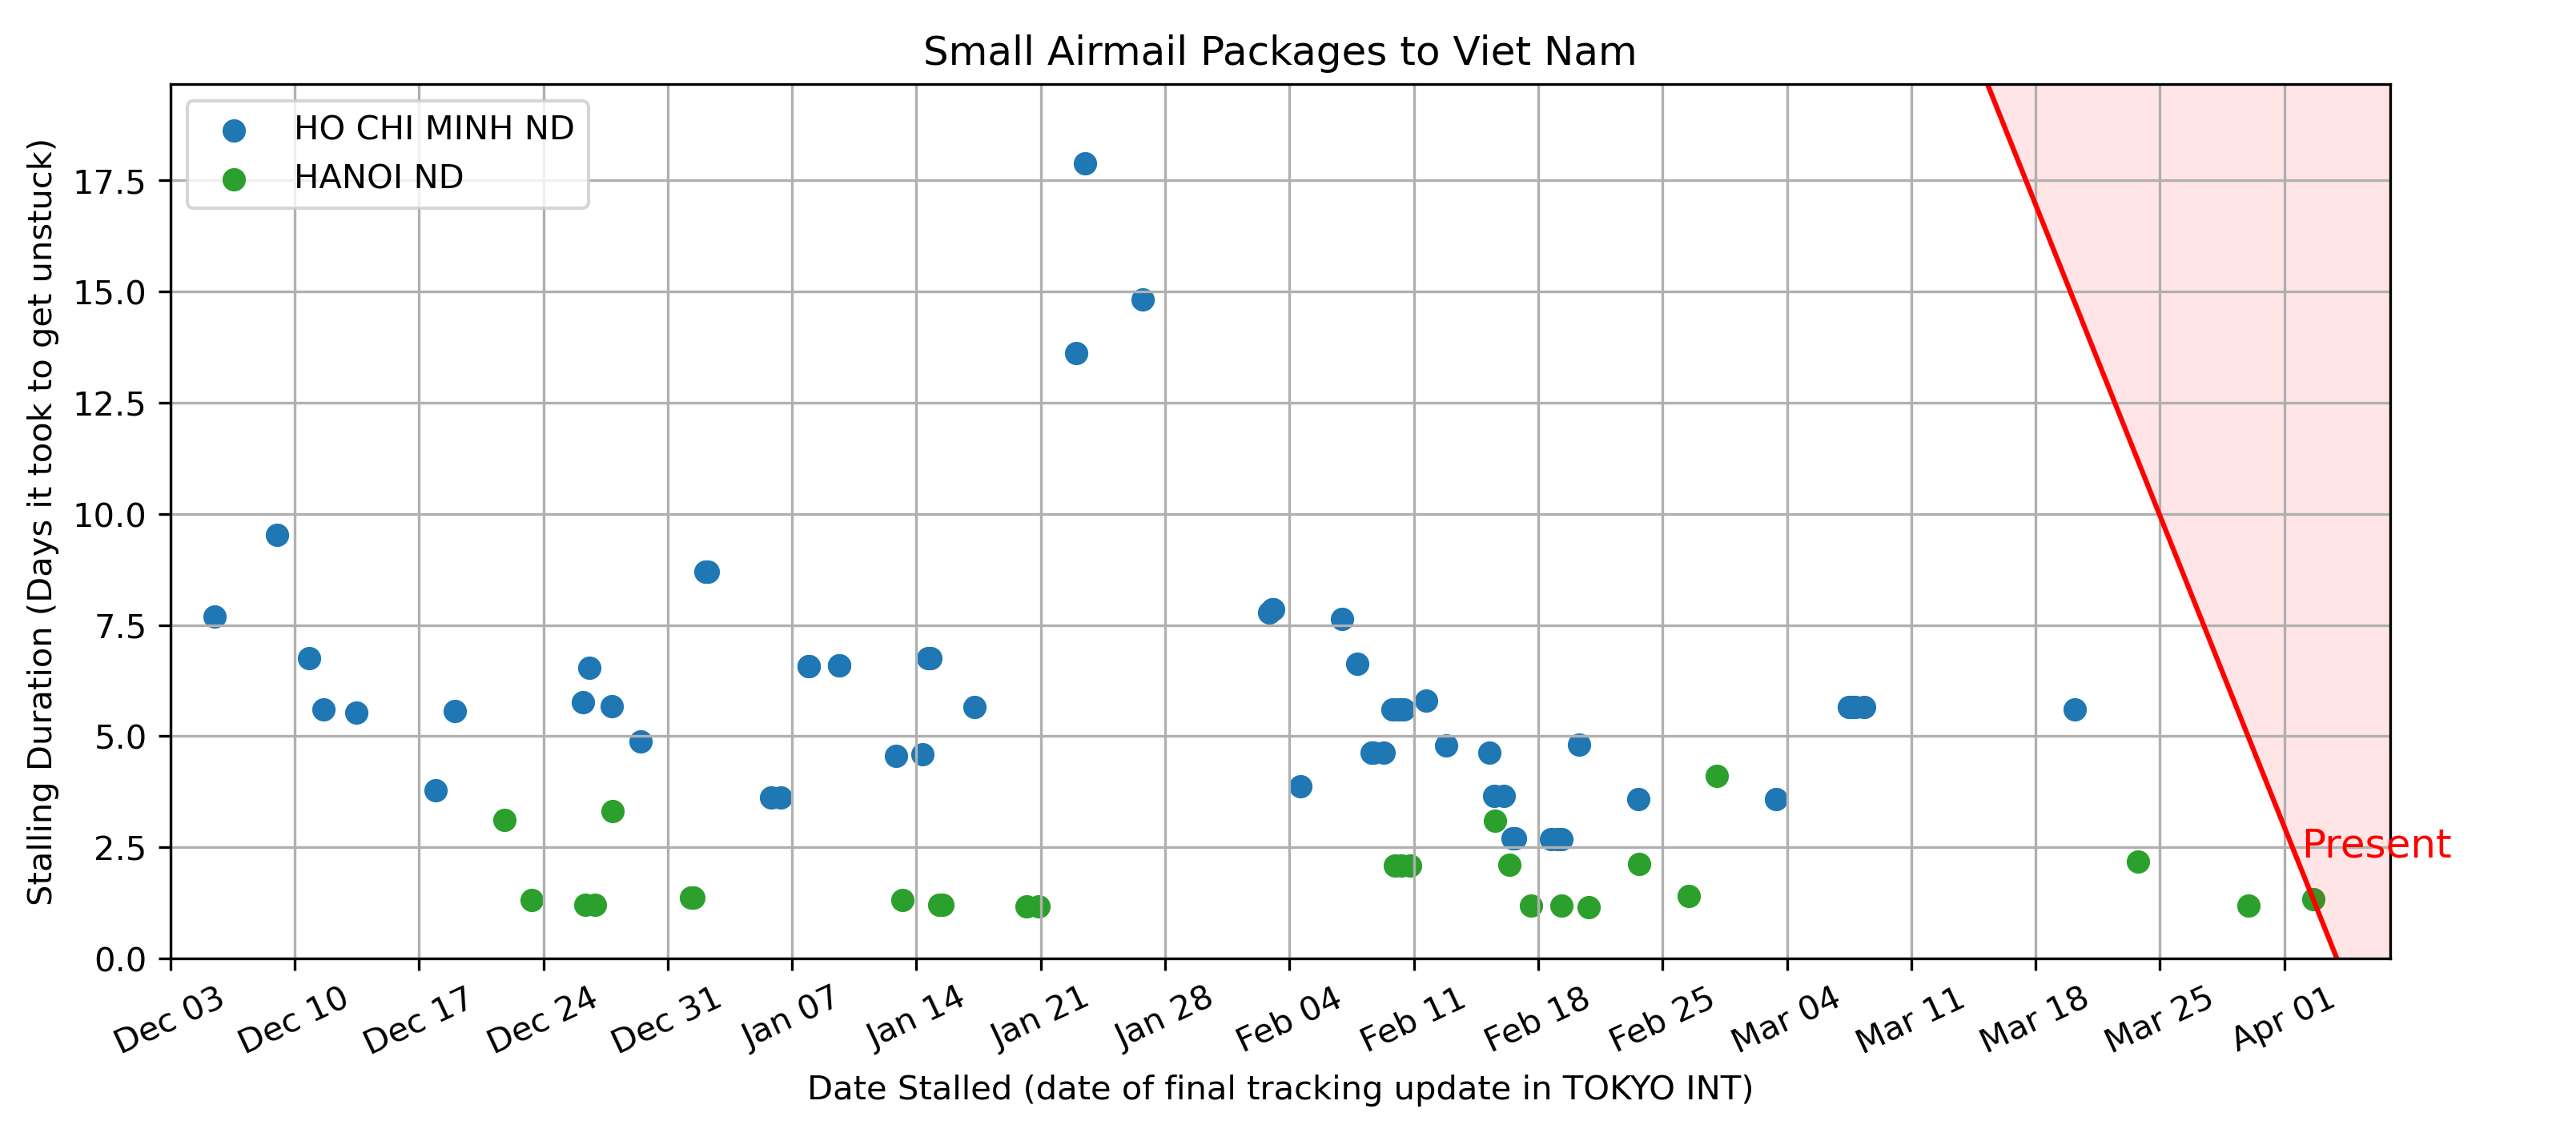 Small Airmail Packages to Viet Nam
HO CHI MINH ND
HANOI ND
Stalling Duration (Days it took to get unstuck)
17.5
15.0
12.5
10.0
7.5
5.0
2.5
0.0
Present
Dec 03
Dec 10
Dec 17
Dec 24
Dec 31
Jan 07
Jan 14
Jan 21
Jan 28
Feb 04
Feb 11
Feb 18
Feb 25
Mar 04
Mar 11
Mar 18
Mar 25
Apr 01
Date Stalled (date of final tracking update in TOKYO INT)